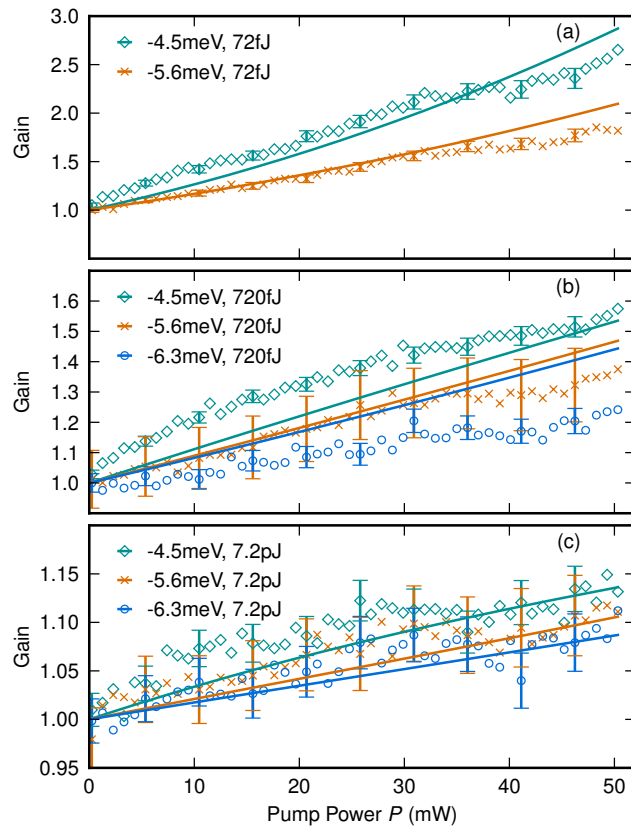 3.0
(a)
-4.5meV, 72fJ
-5.6meV, 72fJ
2.5
2.0
Gain
1.5
1.0
(b)
1.6
-4.5meV, 720fJ
-5.6meV, 720fJ
-6.3meV, 720fJ
1.5
1.4
Gain
1.3
1.2
1.1
1.0
(c)
-4.5meV, 7.2pJ
-5.6meV, 7.2pJ
-6.3meV, 7.2pJ
1.15
1.10
Gain
1.05
1.00
0.95
0 10 20 30 40 50
Pump Power P (mW)